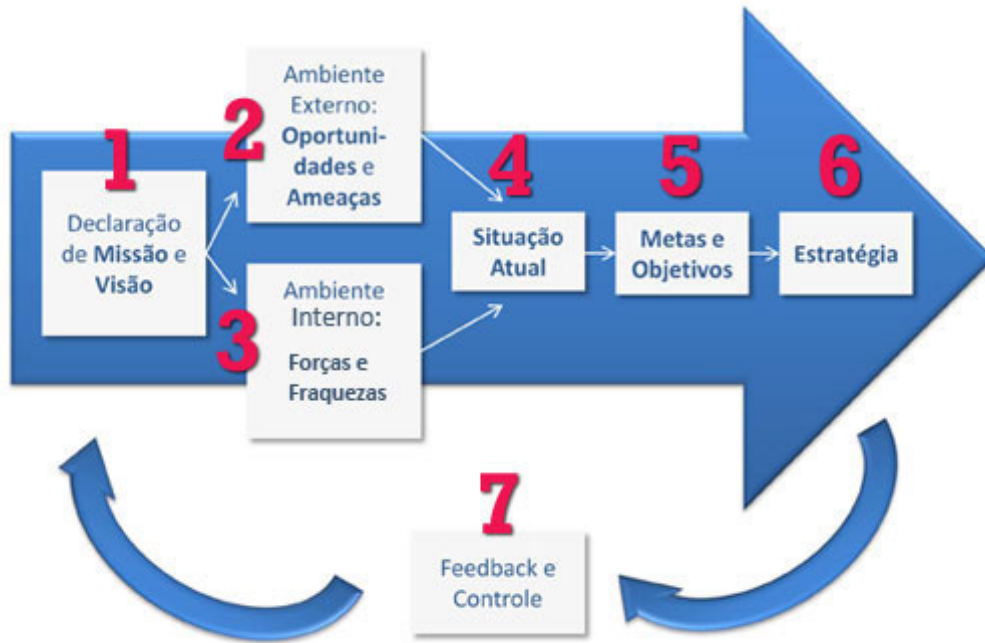 1
Declaração
de Missão e
Visão
2
Ambiente
Externo:
Oportuni-
dades e
Ameaças
3
Ambiente
Interno:
Forças e
Fraquezas
4
Situação
Atual
5
Metas e
Objetivos
6
Estratégia
7
Feedback e
Controle